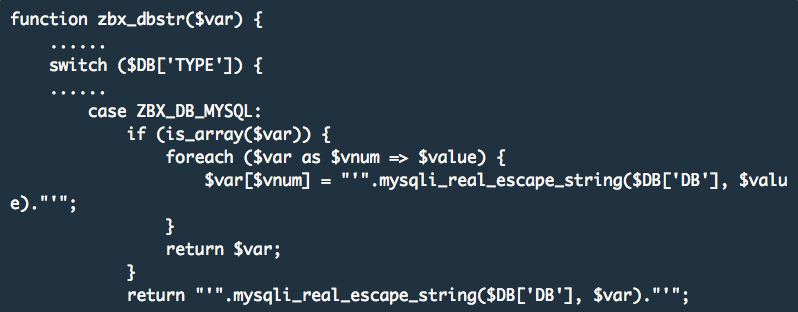 function zbx_dbstr($var) {
    ......
    switch ($DB['TYPE']) {
    ......
        case ZBX_DB_MYSQL:
            if (is_array($var)) {
                foreach ($var as $vnum => $value) {
                    $var[$vnum] = "'".mysqli_real_escape_string($DB['DB'], $valu
e)."'";
                }
                return $var;
            }
            return "'".mysqli_real_escape_string($DB['DB'], $var)."'";